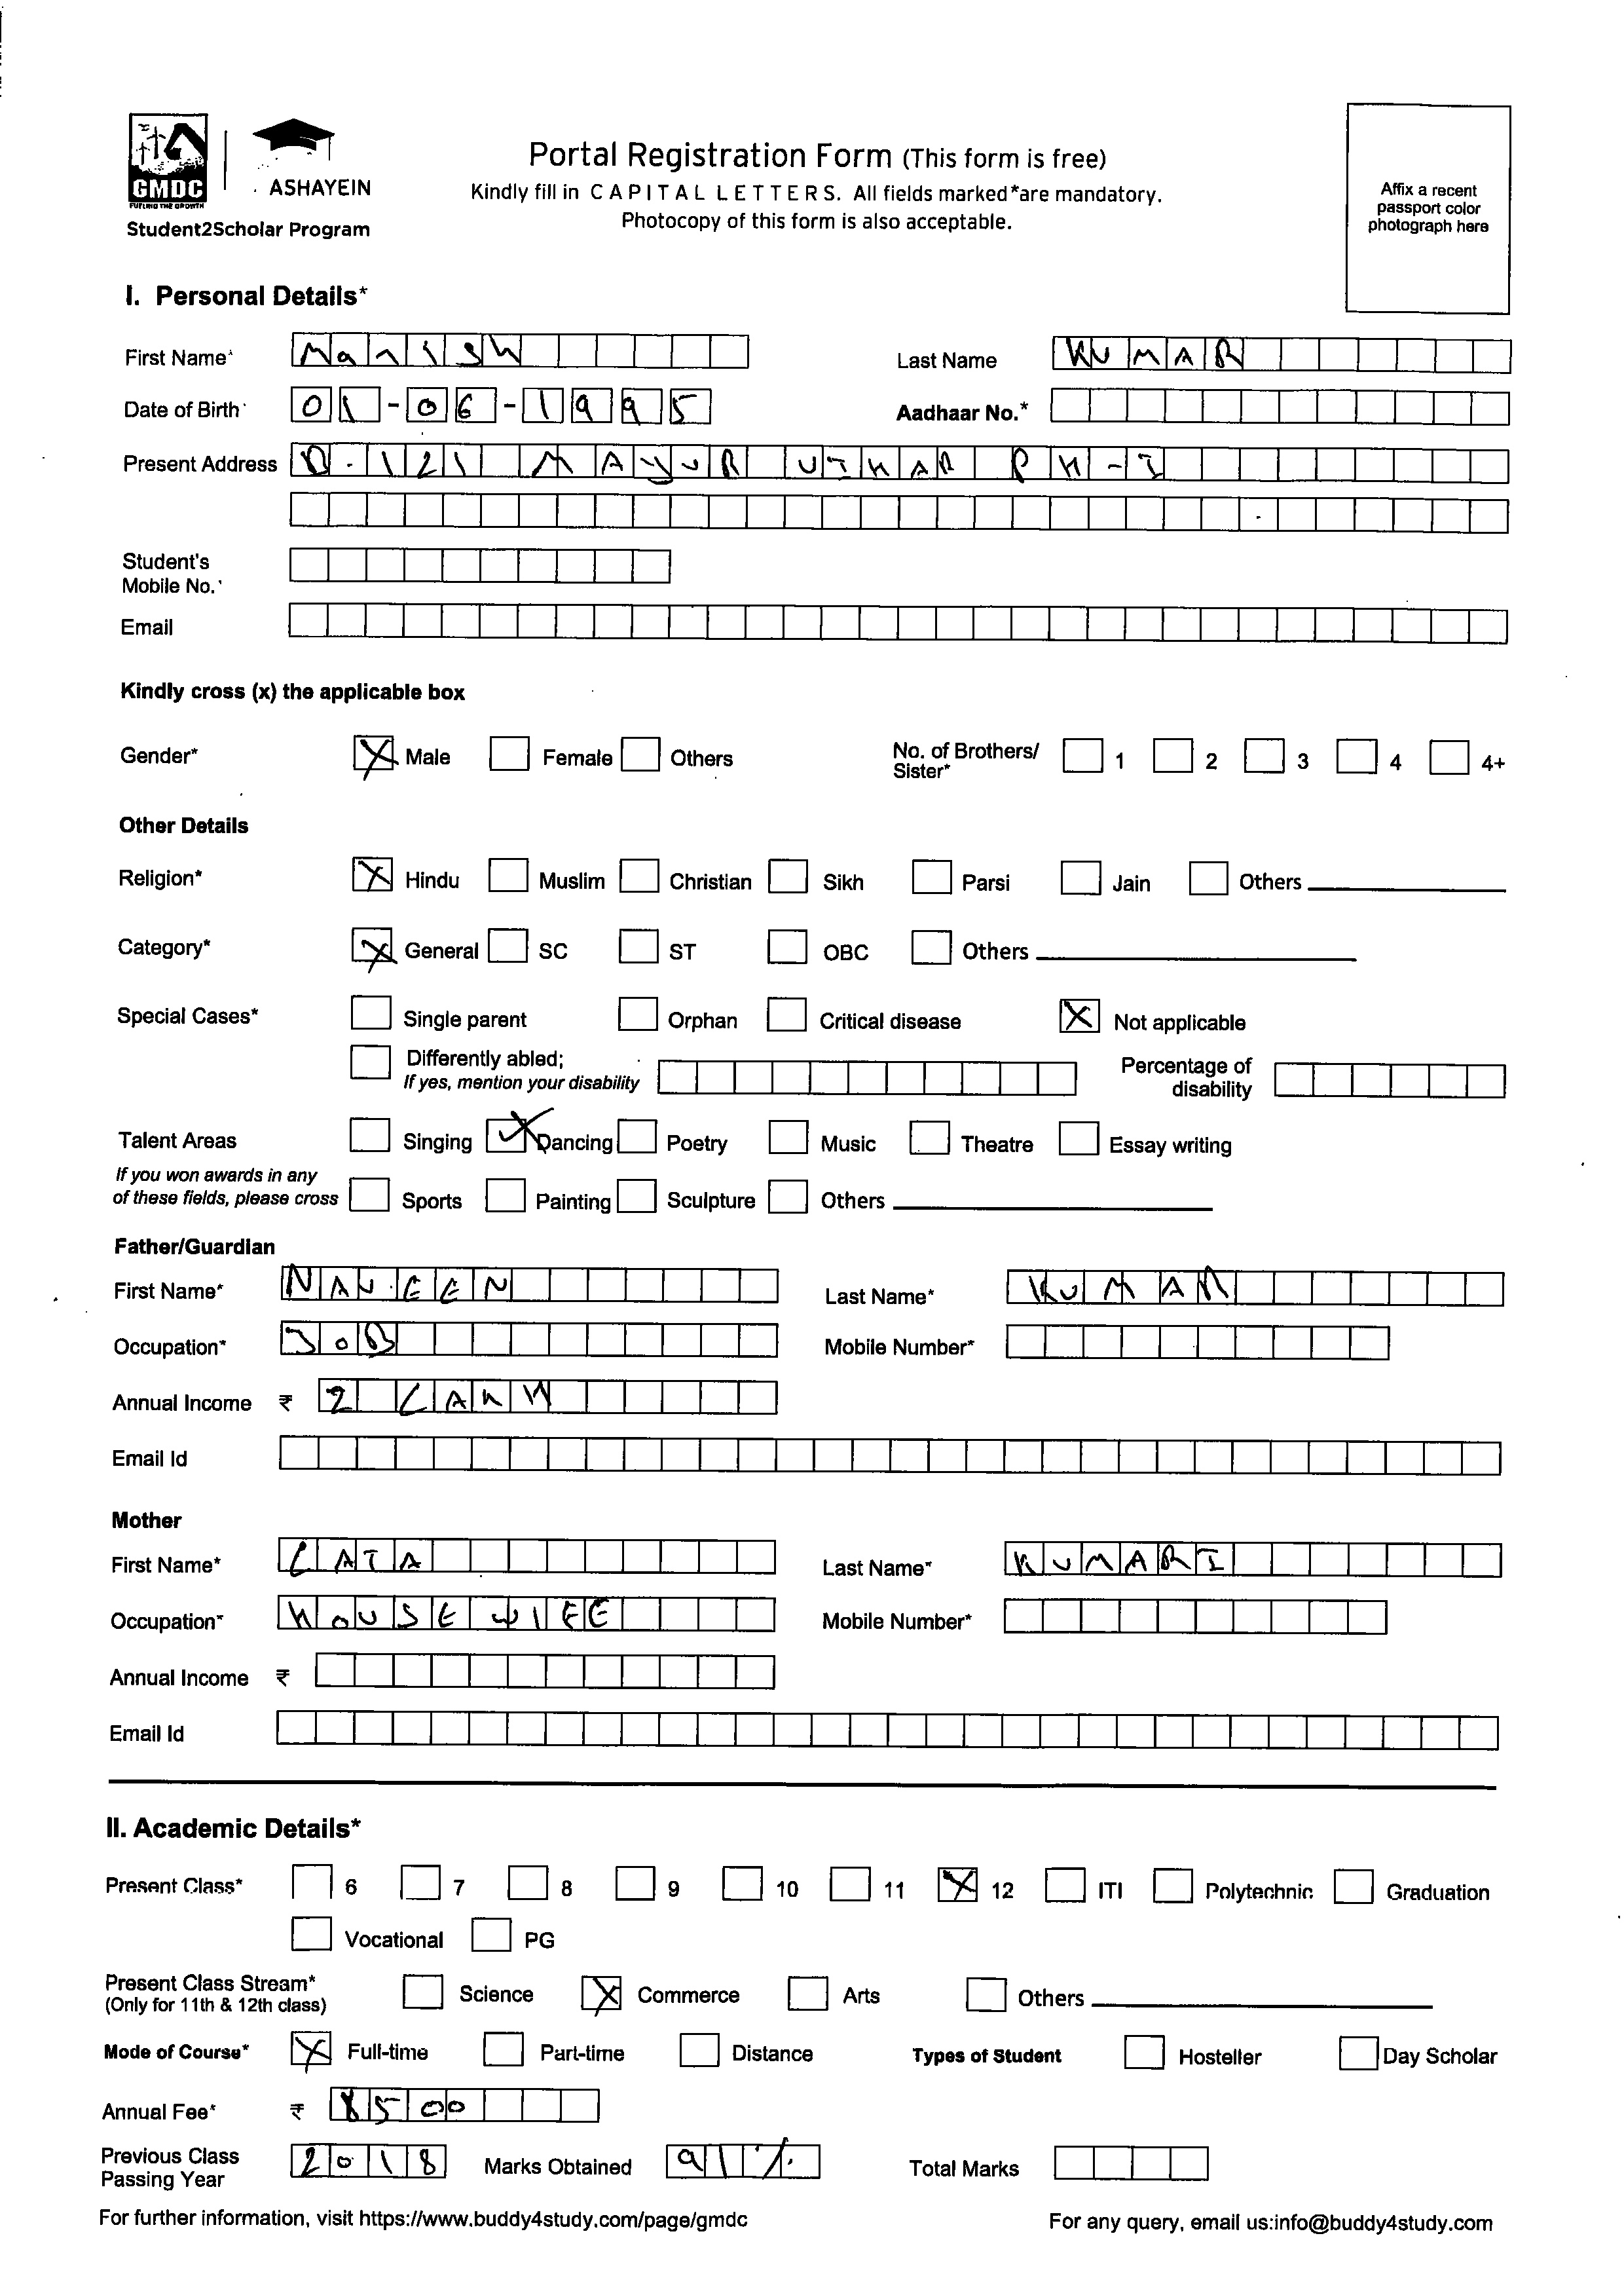 GMDC
FUELING THE GROWTH
ASHAYEIN
Student2Scholar Program
Portal Registration Form (This form is free)
Kindly fill in CAPITAL LETTERS. All fields marked*are mandatory.
Photocopy of this form is also acceptable.
Affix a recent
passport color
photograph here
I. Personal Details*
First Name* Manish Last Name KUMAR
Date of Birth* 01-06-1995 Aadhaar No.*
Present Address D-121 MAYUR VIHAR PH-I
Student's
Mobile No.*
Email
Kindly cross (x) the applicable box
Gender* X Male Female Others No. of Brothers/ Sister* 1 2 3 4 4+
Other Details
Religion* X Hindu Muslim Christian Sikh Parsi Jain Others
Category* X General SC ST OBC Others
Special Cases* Single parent Orphan Critical disease X Not applicable
Differently abled; If yes, mention your disability Percentage of disability
Talent Areas Singing X Dancing Poetry Music Theatre Essay writing
If you won awards in any
of these fields, please cross Sports Painting Sculpture Others
Father/Guardian
First Name* NAVEEN Last Name* KUMAR
Occupation* JOB Mobile Number*
Annual Income ₹ 2 LAKH
Email Id
Mother
First Name* LATA Last Name* KUMARI
Occupation* HOUSE WIFE Mobile Number*
Annual Income ₹
Email Id
II. Academic Details*
Present Class* 6 7 8 9 10 11 X 12 ITI Polytechnic Graduation
Vocational PG
Present Class Stream*
(Only for 11th & 12th class) Science X Commerce Arts Others
Mode of Course* X Full-time Part-time Distance Types of Student Hosteller Day Scholar
Annual Fee* ₹ 8500
Previous Class
Passing Year 2018 Marks Obtained 91% Total Marks
For further information, visit https://www.buddy4study.com/page/gmdc For any query, email us:info@buddy4study.com